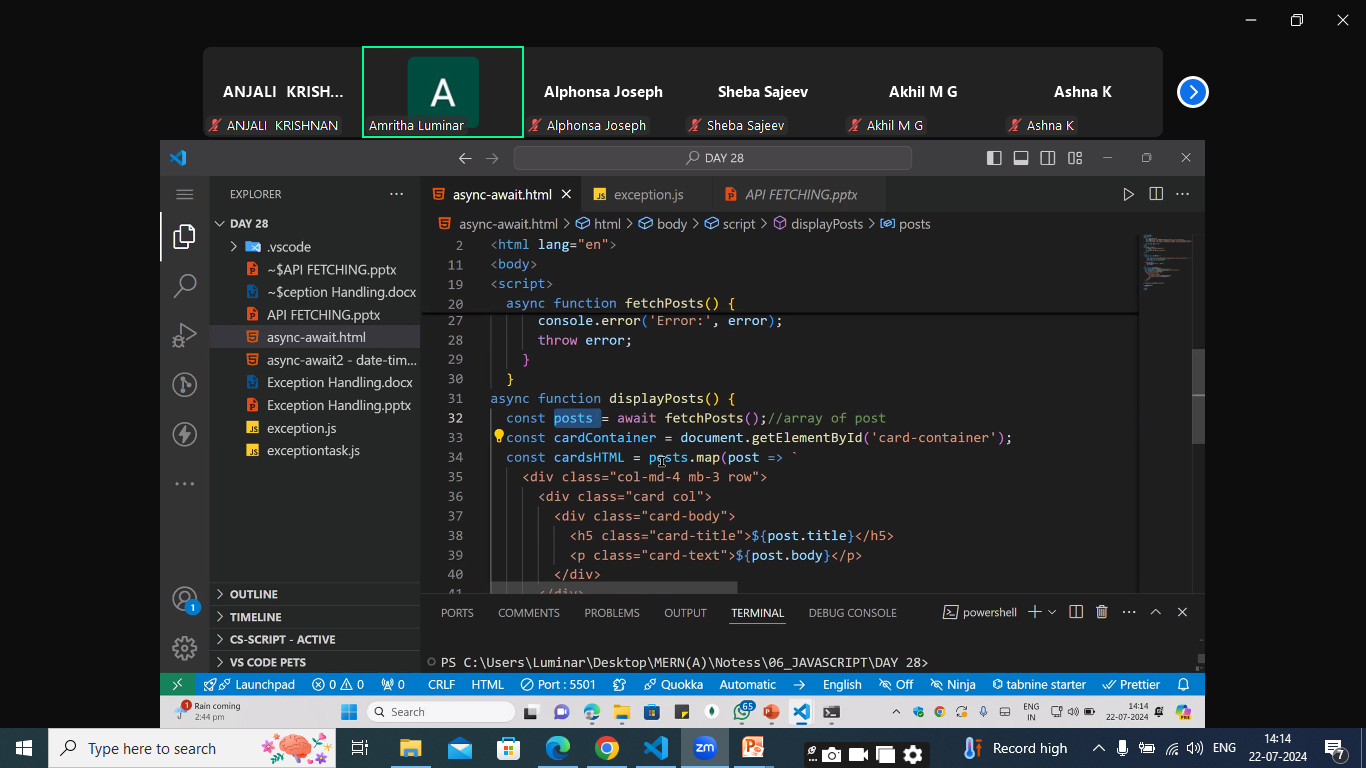 ANJALI KRISH...
A
Alphonsa Joseph
Sheba Sajeev
Akhil M G
Ashna K
ANJALI KRISHNAN
Amritha Luminar
Alphonsa Joseph
Sheba Sajeev
Akhil M G
Ashna K
DAY 28
EXPLORER
async-await.html
exception.js
API FETCHING.pptx
async-await.html > html > body > script > displayPosts > posts
DAY 28
.vscode
~$API FETCHING.pptx
~$ception Handling.docx
API FETCHING.pptx
async-await.html
async-await2 - date-tim...
Exception Handling.docx
Exception Handling.pptx
exception.js
exceptiontask.js
OUTLINE
TIMELINE
CS-SCRIPT - ACTIVE
VS CODE PETS
1
2 <html lang="en">
11 <body>
19 <script>
20 async function fetchPosts() {
27 console.error('Error:', error);
28 throw error;
29 }
30 }
31 async function displayPosts() {
32 const posts = await fetchPosts();//array of post
33 const cardContainer = document.getElementById('card-container');
34 const cardsHTML = posts.map(post => `
35 <div class="col-md-4 mb-3 row">
36 <div class="card col">
37 <div class="card-body">
38 <h5 class="card-title">${post.title}</h5>
39 <p class="card-text">${post.body}</p>
40 </div>
41 </div>
PORTS COMMENTS PROBLEMS OUTPUT TERMINAL DEBUG CONSOLE powershell
PS C:\Users\Luminar\Desktop\MERN(A)\Notess\06_JAVASCRIPT\DAY 28>
Launchpad 0 0 0 CRLF HTML Port : 5501 Quokka Automatic English Off Ninja tabnine starter Prettier
1 Rain coming
2:44 pm
Search
65
ENG
IN
14:14
22-07-2024
PRE
Type here to search
zm
Record high
ENG
14:14
22-07-2024
7